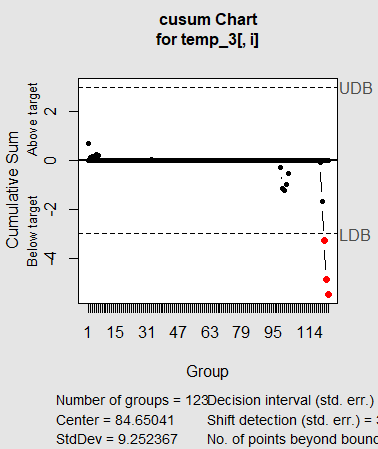 cusum Chart
for temp_3[, i]
Cumulative Sum
Above target
Below target
2
0
-2
-4
UDB
LDB
1 15 31 47 63 79 95 114
Group
Number of groups = 123
Center = 84.65041
StdDev = 9.252367
Decision interval (std. err.)
Shift detection (std. err.) =
No. of points beyond